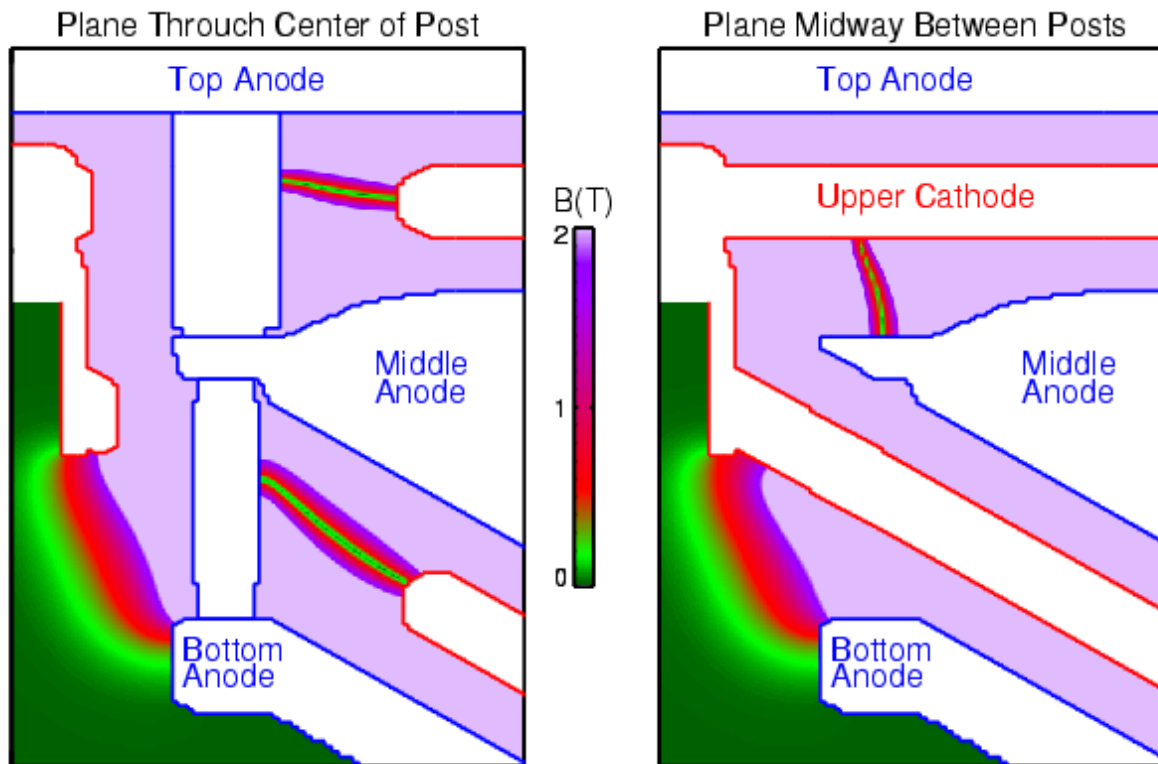 Plane Throuch Center of Post
Top Anode
Middle
Anode
Bottom
Anode
B(T)
2
1
0
Plane Midway Between Posts
Top Anode
Upper Cathode
Middle
Anode
Bottom
Anode